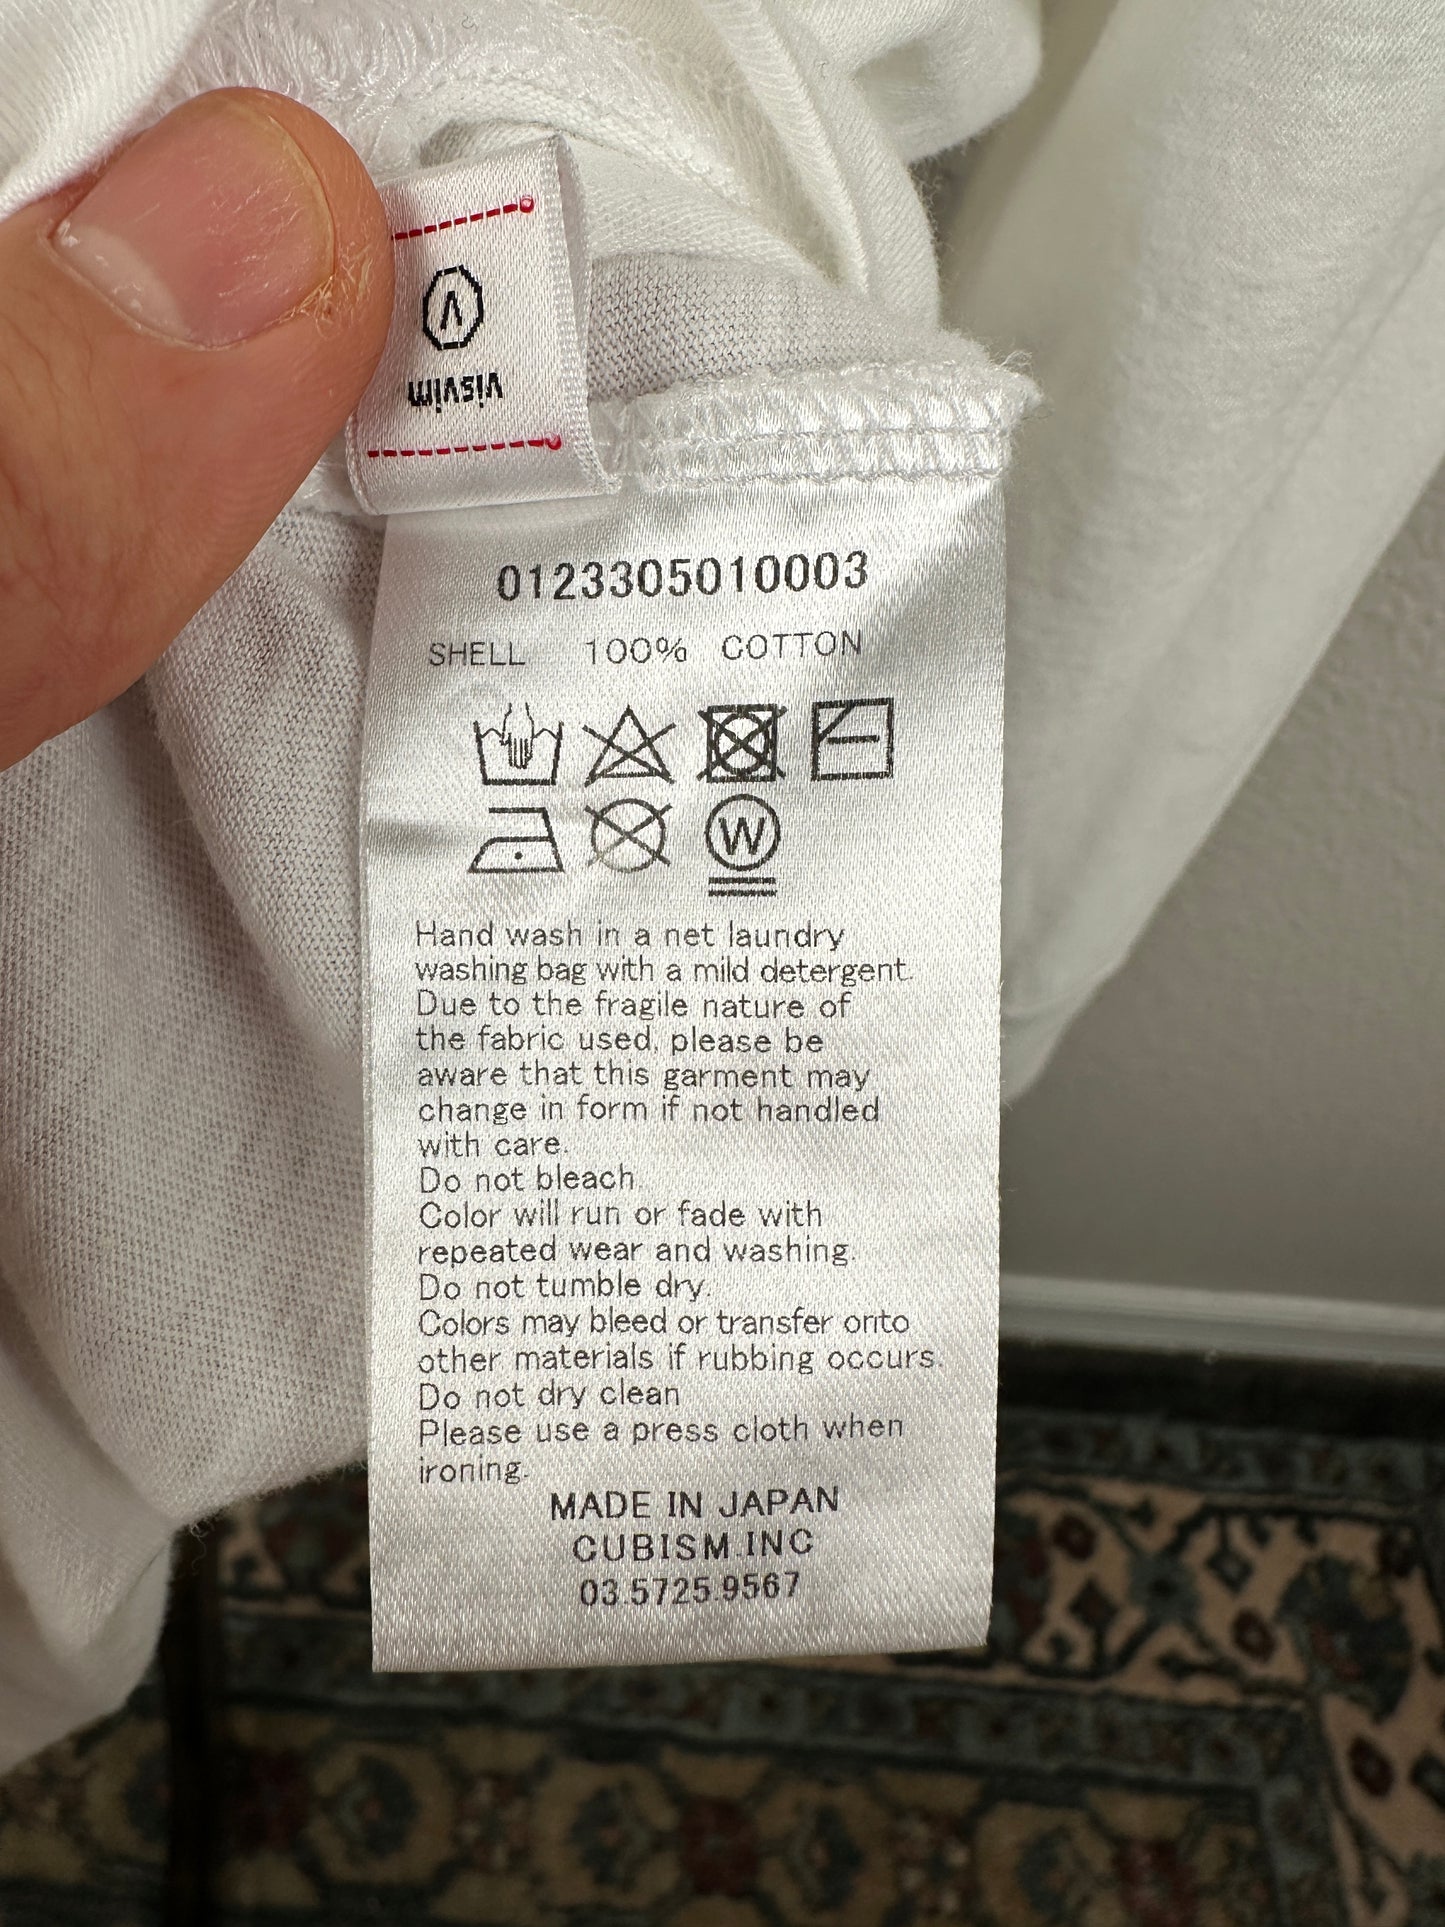 visvim
0123305010003
SHELL 100% COTTON
W
Hand wash in a net laundry
washing bag with a mild detergent.
Due to the fragile nature of
the fabric used, please be
aware that this garment may
change in form if not handled
with care.
Do not bleach.
Color will run or fade with
repeated wear and washing.
Do not tumble dry.
Colors may bleed or transfer onto
other materials if rubbing occurs.
Do not dry clean
Please use a press cloth when
ironing.
MADE IN JAPAN
CUBISM.INC
03.5725.9567